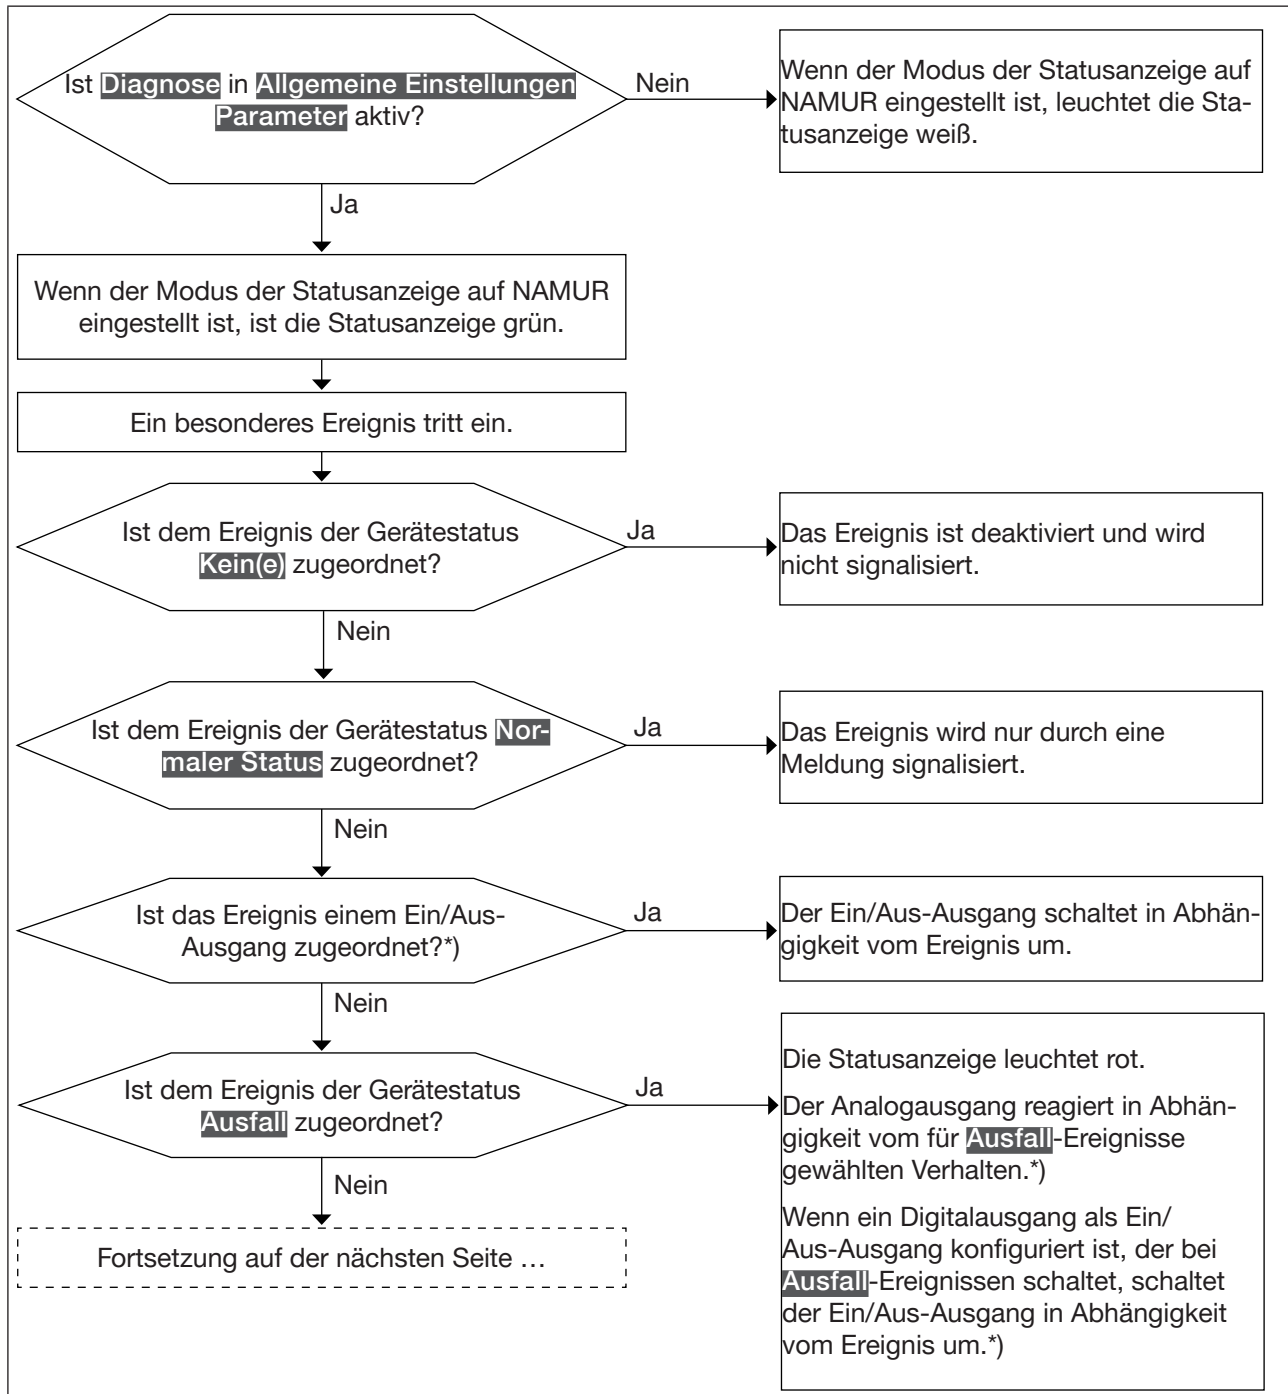 Ist Diagnose in Allgemeine Einstellungen
Parameter aktiv?
Nein
Wenn der Modus der Statusanzeige auf
NAMUR eingestellt ist, leuchtet die Sta-
tusanzeige weiß.
Ja
Wenn der Modus der Statusanzeige auf NAMUR
eingestellt ist, ist die Statusanzeige grün.
Ein besonderes Ereignis tritt ein.
Ist dem Ereignis der Gerätestatus
Kein(e) zugeordnet?
Ja
Das Ereignis ist deaktiviert und wird
nicht signalisiert.
Nein
Ist dem Ereignis der Gerätestatus Nor-
maler Status zugeordnet?
Ja
Das Ereignis wird nur durch eine
Meldung signalisiert.
Nein
Ist das Ereignis einem Ein/Aus-
Ausgang zugeordnet?*)
Ja
Der Ein/Aus-Ausgang schaltet in Abhän-
gigkeit vom Ereignis um.
Nein
Ist dem Ereignis der Gerätestatus
Ausfall zugeordnet?
Ja
Die Statusanzeige leuchtet rot.
Der Analogausgang reagiert in Abhän-
gigkeit vom für Ausfall-Ereignisse
gewählten Verhalten.*)
Wenn ein Digitalausgang als Ein/
Aus-Ausgang konfiguriert ist, der bei
Ausfall-Ereignissen schaltet, schaltet
der Ein/Aus-Ausgang in Abhängigkeit
vom Ereignis um.*)
Nein
Fortsetzung auf der nächsten Seite …